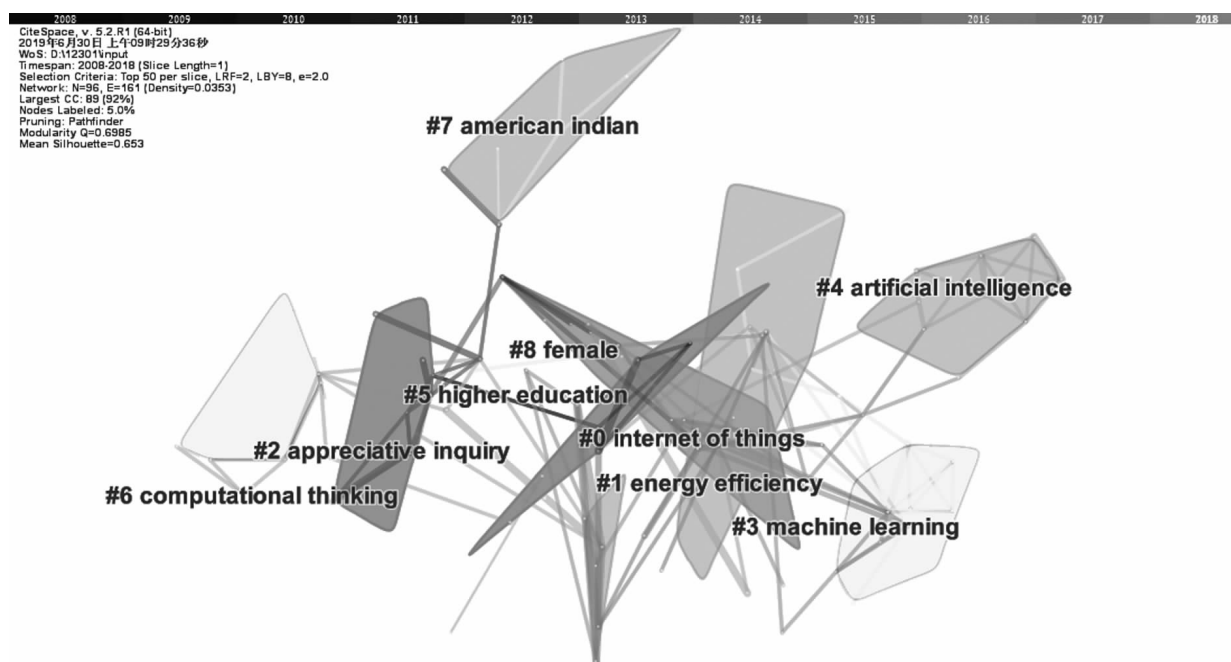 2008 2009 2010 2011 2012 2013 2014 2015 2016 2017 2018
CiteSpace, v. 5.2.R1 (64-bit)
2019年6月30日 上午09时29分36秒
WoS: D:\12301\input
Timespan: 2008-2018 (Slice Length=1)
Selection Criteria: Top 50 per slice, LRF=2, LBY=8, e=2.0
Network: N=96, E=161 (Density=0.0353)
Largest CC: 89 (92%)
Nodes Labeled: 5.0%
Pruning: Pathfinder
Modularity Q=0.6985
Mean Silhouette=0.653
#7 american indian
#4 artificial intelligence
#8 female
#5 higher education
#0 internet of things
#2 appreciative inquiry
#1 energy efficiency
#6 computational thinking
#3 machine learning